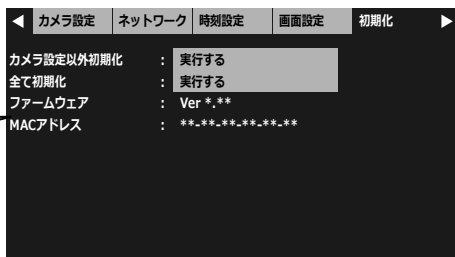 ◀ カメラ設定 ネットワーク 時刻設定 画面設定 初期化 ▶
カメラ設定以外初期化 : 実行する
全て初期化 : 実行する
ファームウェア : Ver *.**
MACアドレス : **-**-**-**-**-**